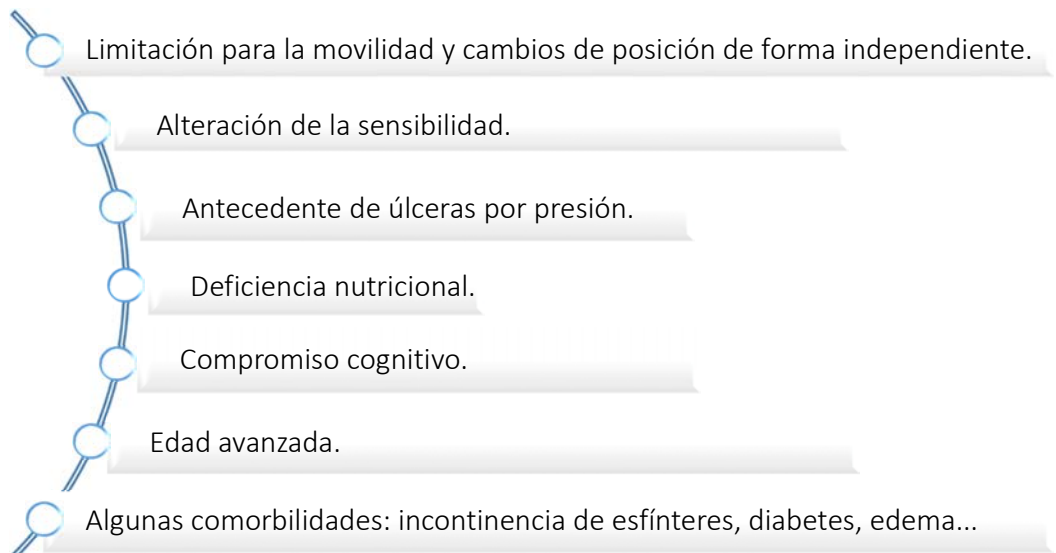 Limitación para la movilidad y cambios de posición de forma independiente.
Alteración de la sensibilidad.
Antecedente de úlceras por presión.
Deficiencia nutricional.
Compromiso cognitivo.
Edad avanzada.
Algunas comorbilidades: incontinencia de esfínteres, diabetes, edema...